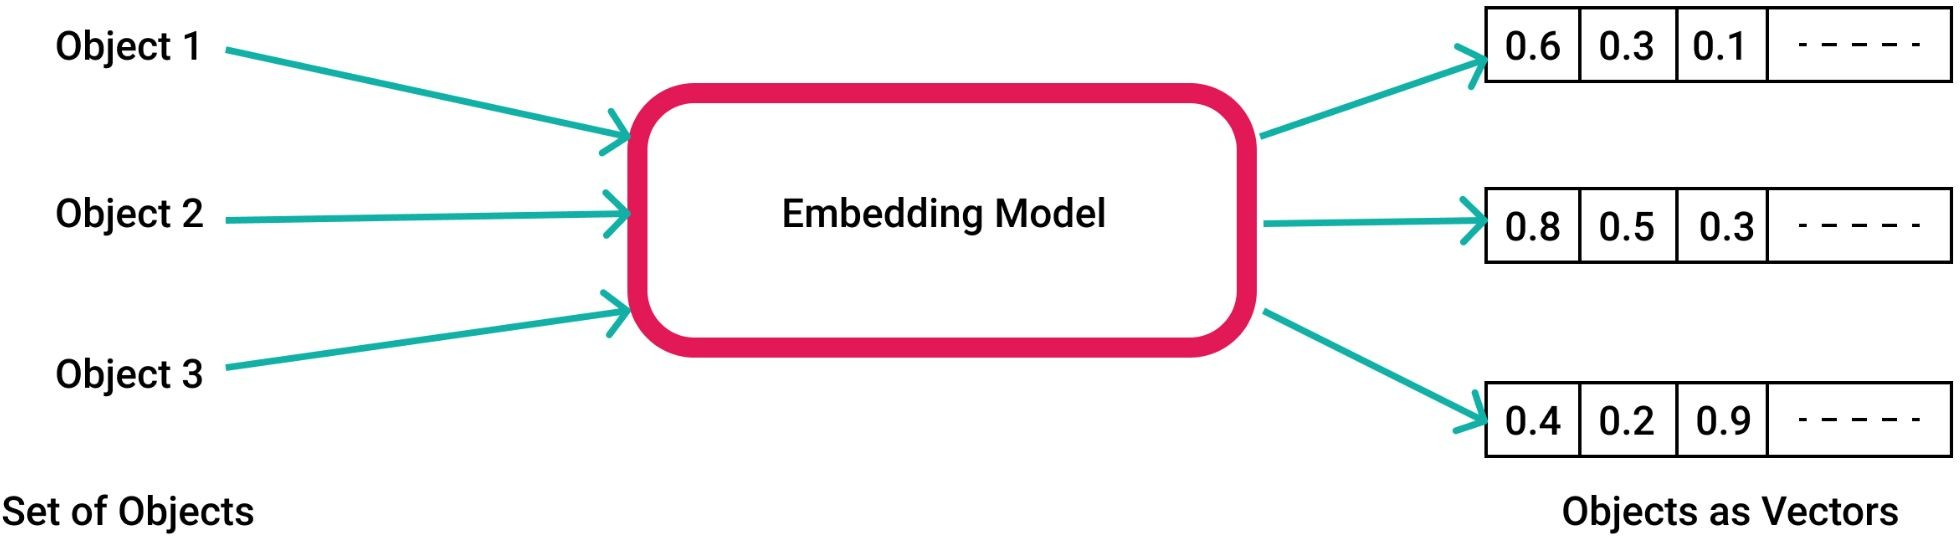 Object 1
Object 2
Object 3
Set of Objects
Embedding Model
0.6 0.3 0.1 - - - - -
0.8 0.5 0.3 - - - - -
0.4 0.2 0.9 - - - - -
Objects as Vectors